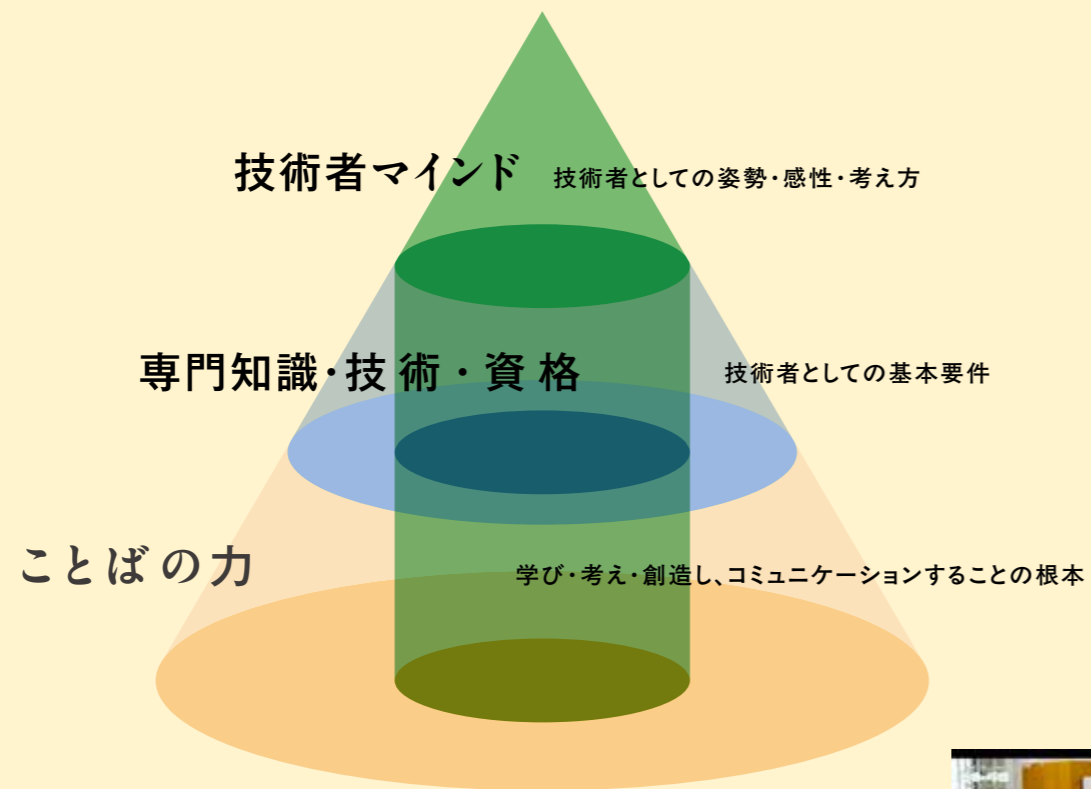 技術者マインド 技術者としての姿勢・感性・考え方
専門知識・技術・資格 技術者としての基本要件
ことばの力 学び・考え・創造し、コミュニケーションすることの根本